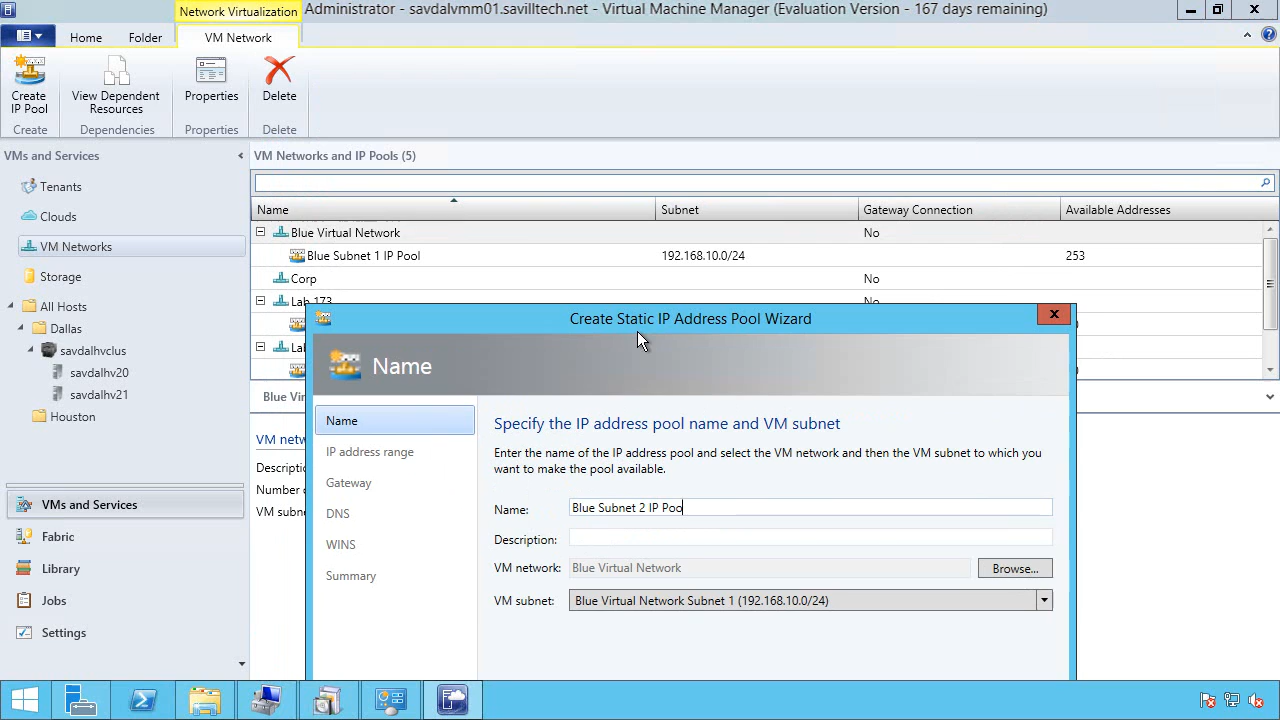 Network Virtualization
Administrator - savdalvmm01.savilltech.net - Virtual Machine Manager (Evaluation Version - 167 days remaining)
Home
Folder
VM Network
Create IP Pool
View Dependent Resources
Properties
Delete
Create
Dependencies
Properties
Delete
VMs and Services
Tenants
Clouds
VM Networks
Storage
All Hosts
Dallas
savdalhvclus
savdalhv20
savdalhv21
Houston
VMs and Services
Fabric
Library
Jobs
Settings
VM Networks and IP Pools (5)
Name Subnet Gateway Connection Available Addresses
Blue Virtual Network No
Blue Subnet 1 IP Pool 192.168.10.0/24 253
Corp No
Lab 173 No
Create Static IP Address Pool Wizard
Name
Name
IP address range
Gateway
DNS
WINS
Summary
Specify the IP address pool name and VM subnet
Enter the name of the IP address pool and select the VM network and then the VM subnet to which you
want to make the pool available.
Name: Blue Subnet 2 IP Poo
Description:
VM network: Blue Virtual Network Browse...
VM subnet: Blue Virtual Network Subnet 1 (192.168.10.0/24)